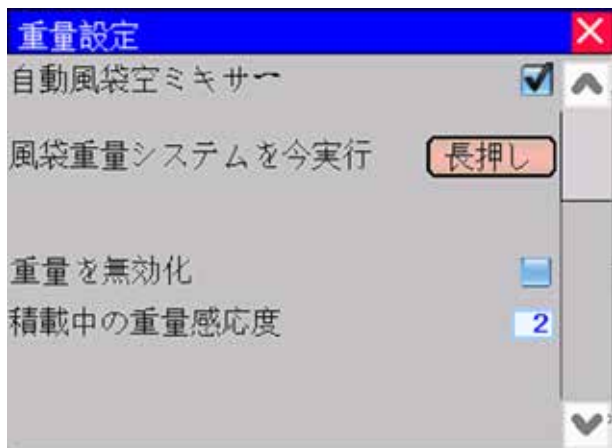 重量設定
自動風袋空ミキサー
風袋重量システムを今実行 長押し
重量を無効化
積載中の重量感応度 2